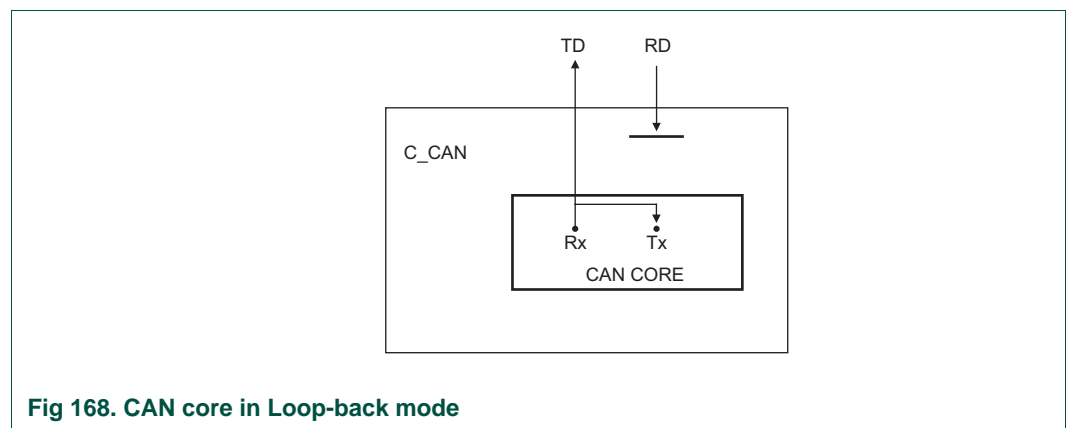 TD RD
C_CAN
Rx Tx
CAN CORE
Fig 168. CAN core in Loop-back mode